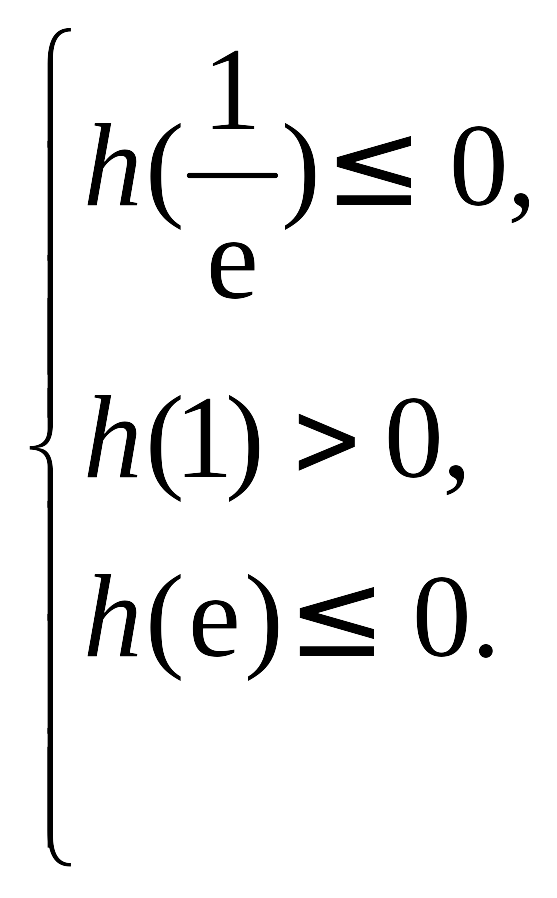 h(1/e) ≤ 0,
h(1) > 0,
h(e) ≤ 0.